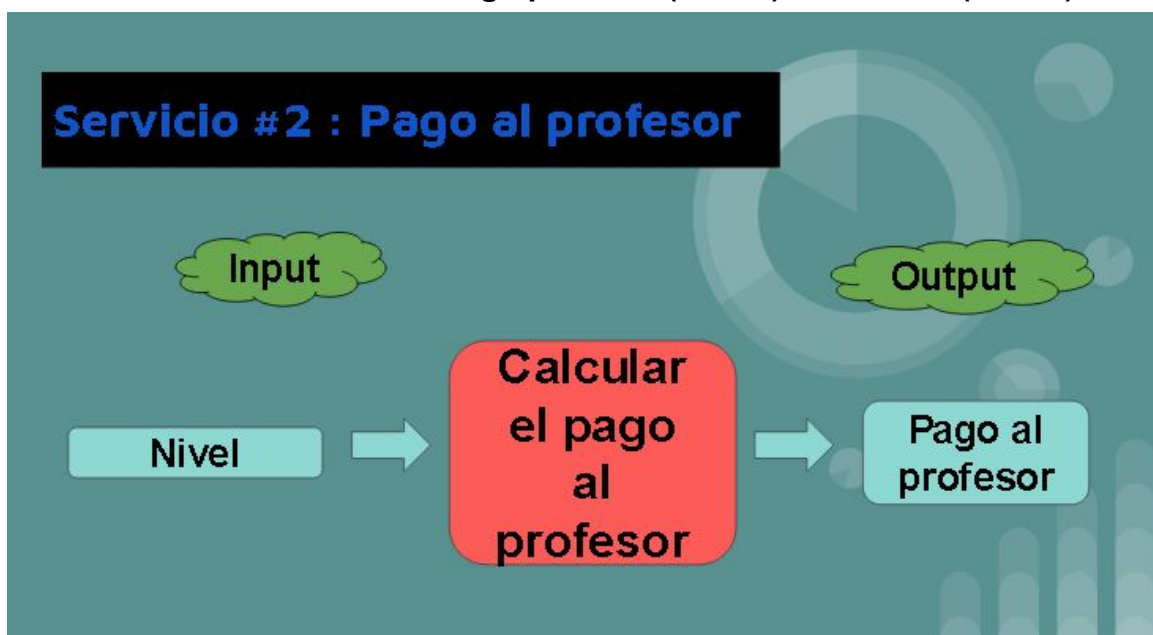 Servicio #2 : Pago al profesor
Input
Output
Nivel
Calcular
el pago
al
profesor
Pago al
profesor